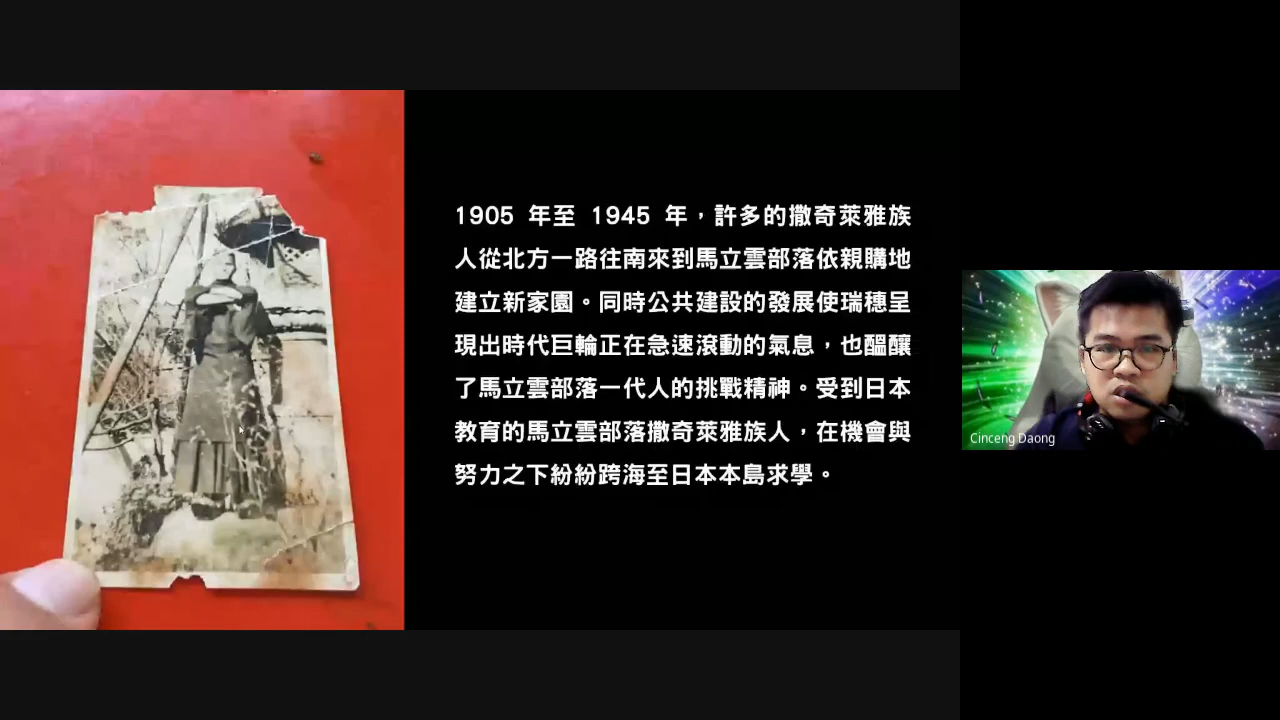 1905 年至 1945 年，許多的撒奇萊雅族
人從北方一路往南來到馬立雲部落依親購地
建立新家園。同時公共建設的發展使瑞穗呈
現出時代巨輪正在急速滾動的氣息，也醞釀
了馬立雲部落一代人的挑戰精神。受到日本
教育的馬立雲部落撒奇萊雅族人，在機會與
努力之下紛紛跨海至日本本島求學。
Cinceng Daong